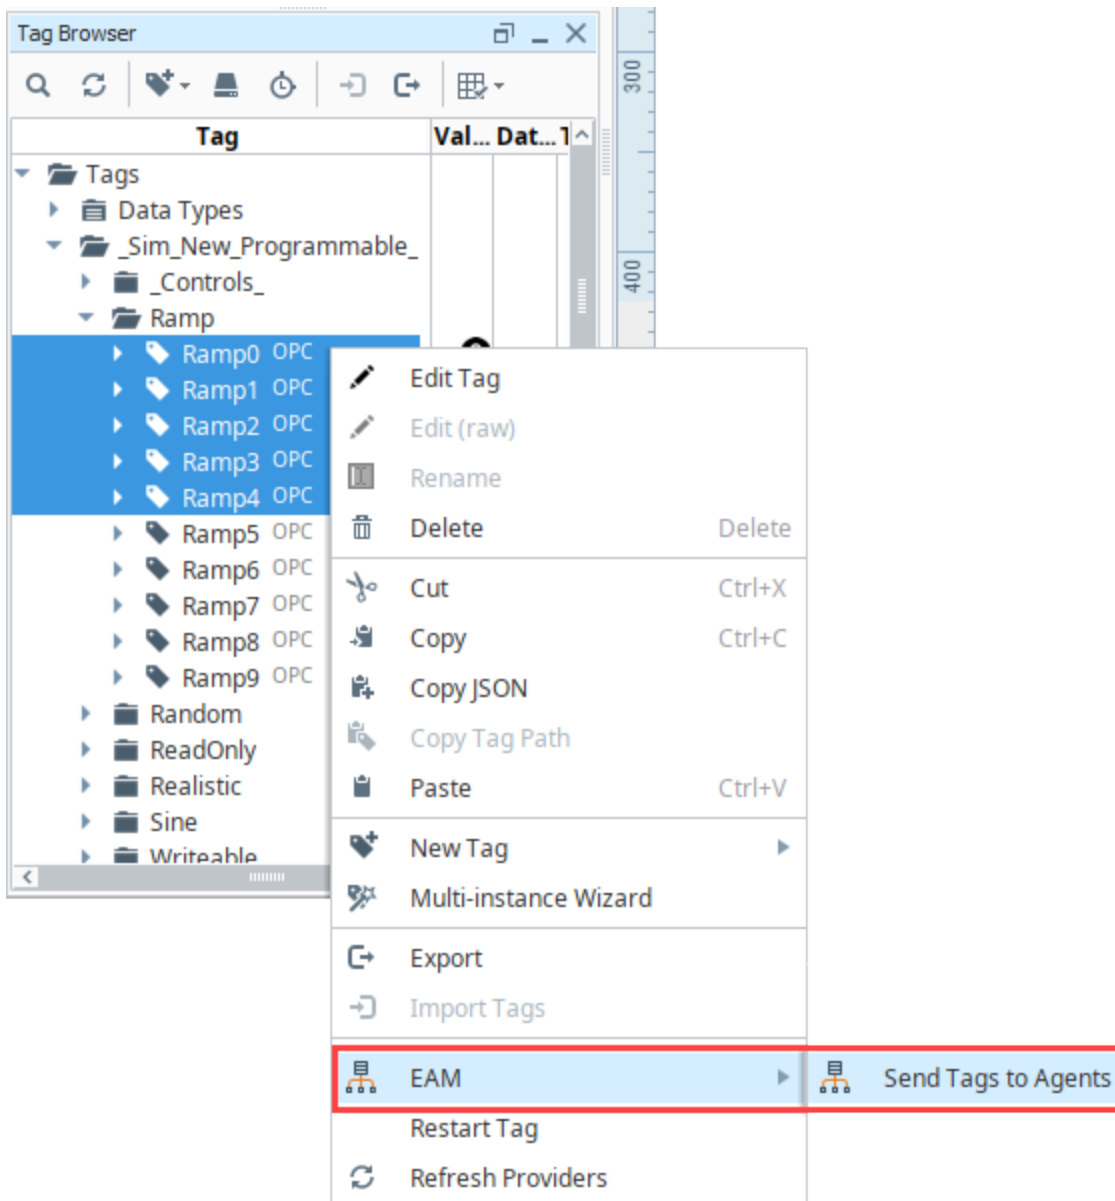 Tag Browser
300
Tag Val... Dat... T
Tags
Data Types
_Sim_New_Programmable_
_Controls_
400
Ramp
Ramp0 OPC
Ramp1 OPC
Ramp2 OPC
Ramp3 OPC
Ramp4 OPC
Ramp5 OPC
Ramp6 OPC
Ramp7 OPC
Ramp8 OPC
Ramp9 OPC
Random
ReadOnly
Realistic
Sine
Writeable
Edit Tag
Edit (raw)
Rename
Delete Delete
Cut Ctrl+X
Copy Ctrl+C
Copy JSON
Copy Tag Path
Paste Ctrl+V
New Tag
Multi-instance Wizard
Export
Import Tags
EAM
Send Tags to Agents
Restart Tag
Refresh Providers